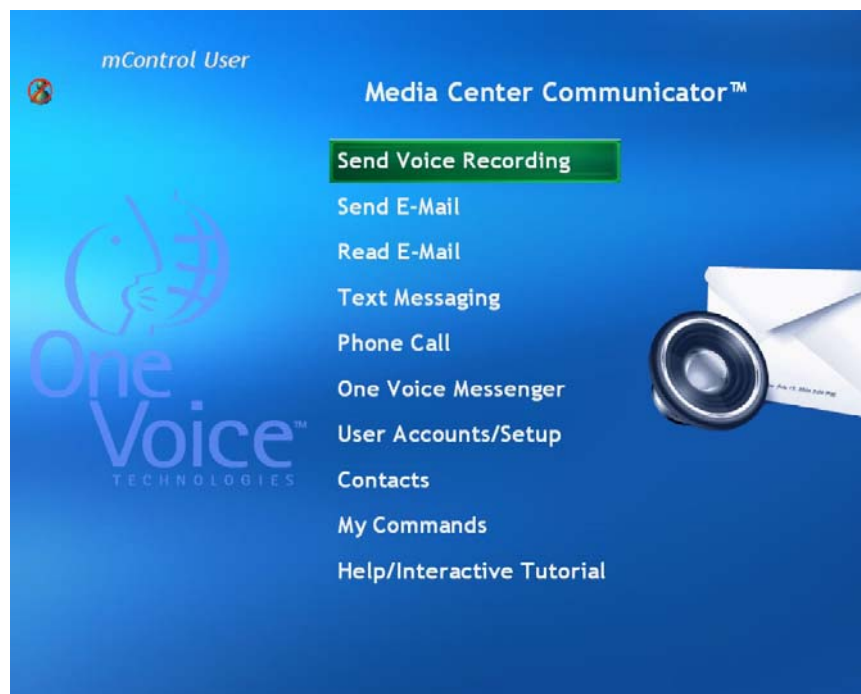 mControl User
Media Center Communicator™
Send Voice Recording
Send E-Mail
Read E-Mail
Text Messaging
Phone Call
One Voice Messenger
User Accounts/Setup
Contacts
My Commands
Help/Interactive Tutorial
One
Voice™
TECHNOLOGIES